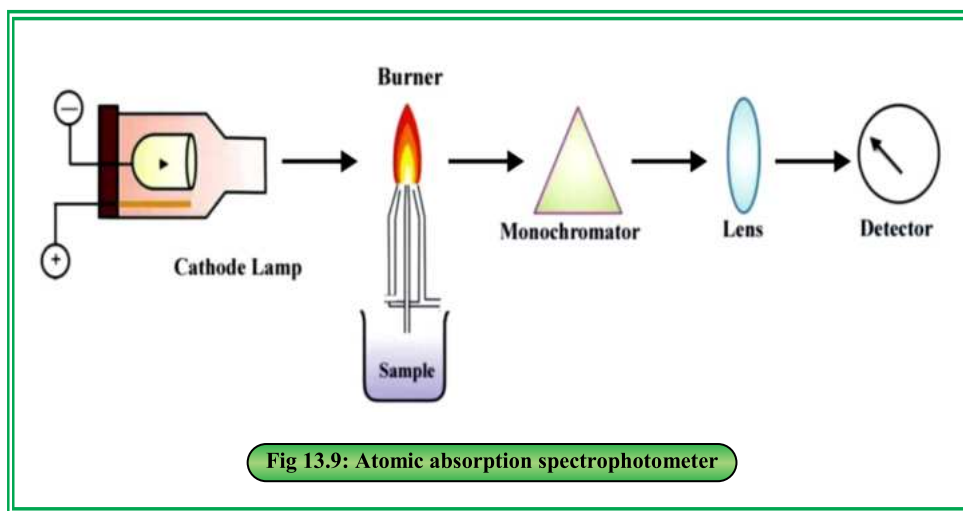 Burner
−
+
Cathode Lamp
Sample
Monochromator
Lens
Detector
Fig 13.9: Atomic absorption spectrophotometer